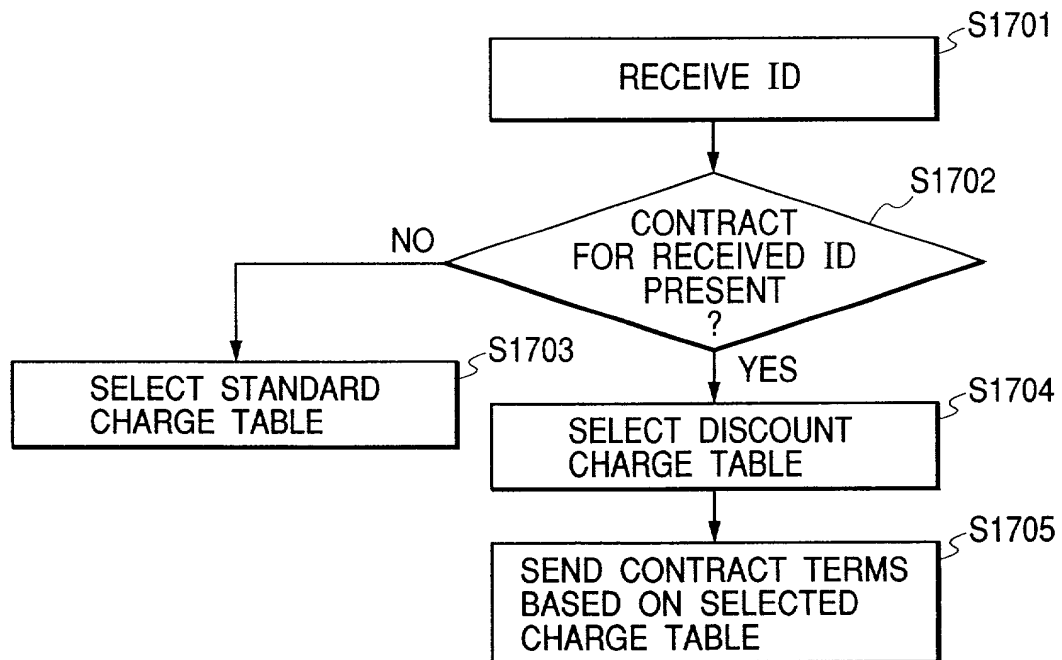 S1701
RECEIVE ID
S1702
CONTRACT
FOR RECEIVED ID
PRESENT
?
NO
YES
S1703
SELECT STANDARD
CHARGE TABLE
S1704
SELECT DISCOUNT
CHARGE TABLE
S1705
SEND CONTRACT TERMS
BASED ON SELECTED
CHARGE TABLE